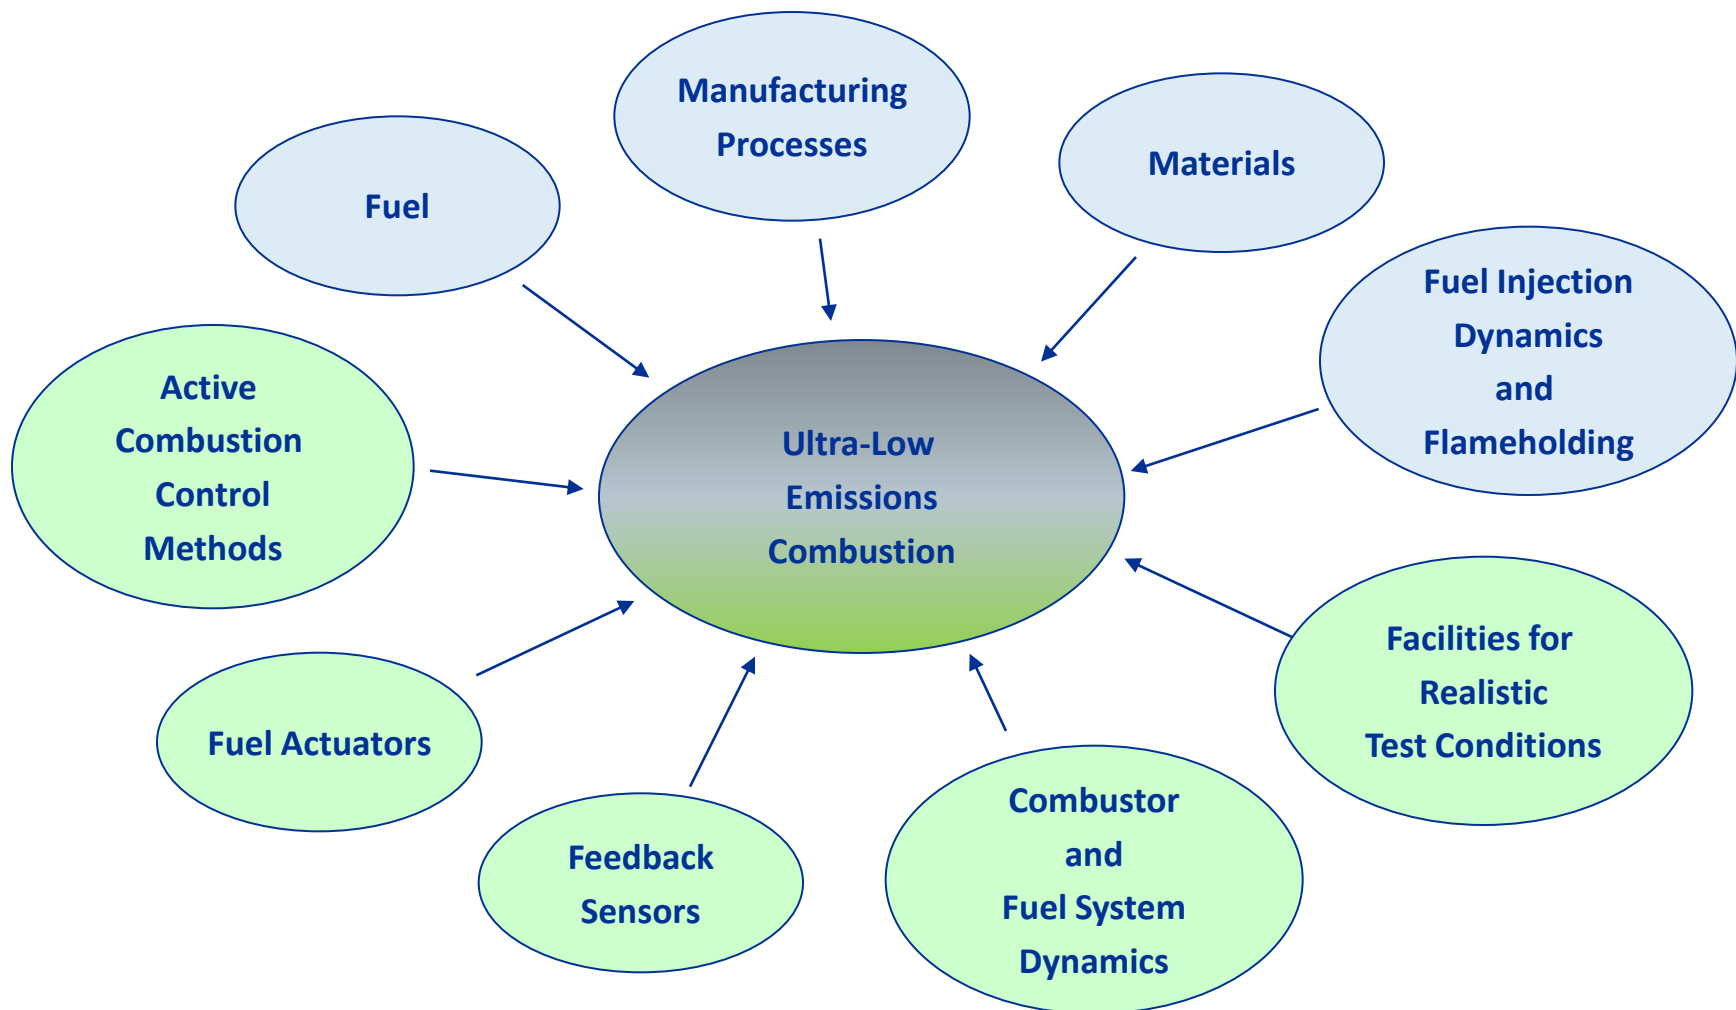 Manufacturing
Processes
Materials
Fuel
Fuel Injection
Dynamics
and
Flameholding
Active
Combustion
Control
Methods
Ultra-Low
Emissions
Combustion
Facilities for
Realistic
Test Conditions
Fuel Actuators
Feedback
Sensors
Combustor
and
Fuel System
Dynamics